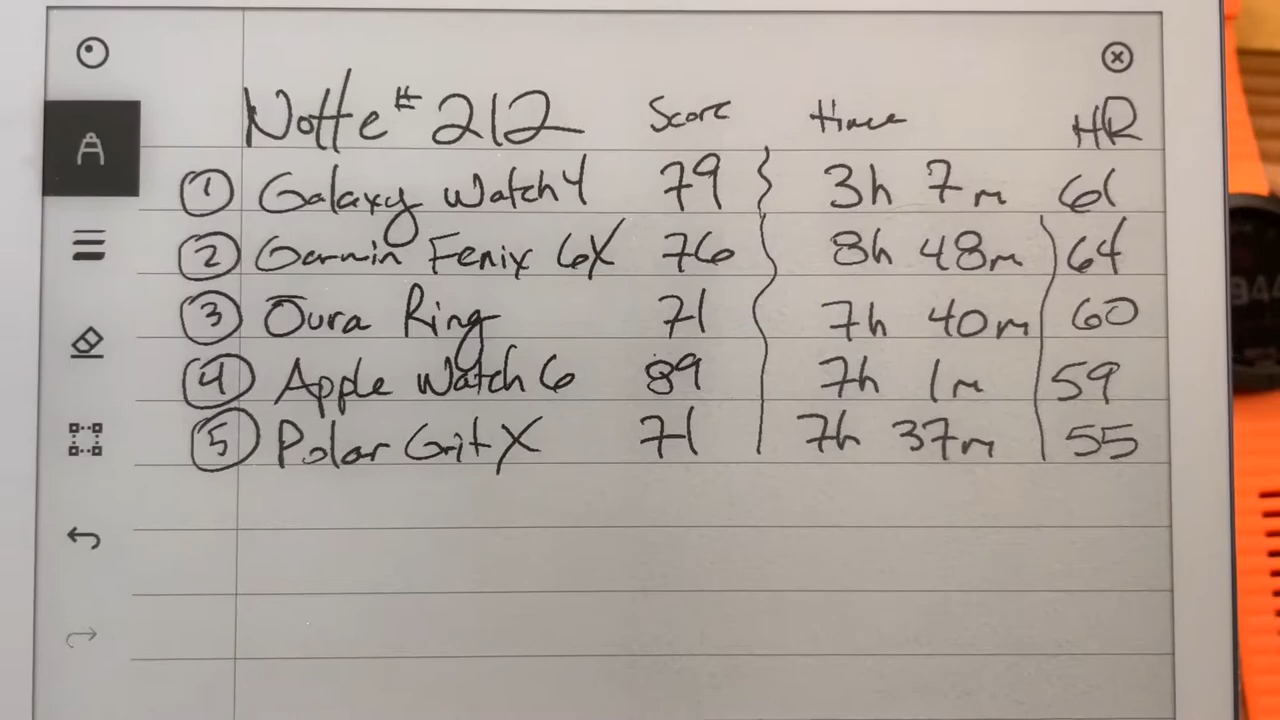 Notte #212 Score time HR
1 Galaxy Watch 4 79 3h 7m 61
2 Garmin Fenix 6X 76 8h 48m 64
3 Oura Ring 71 7h 40m 60
4 Apple Watch 6 89 7h 1m 59
5 Polar Grit X 71 7h 37m 55